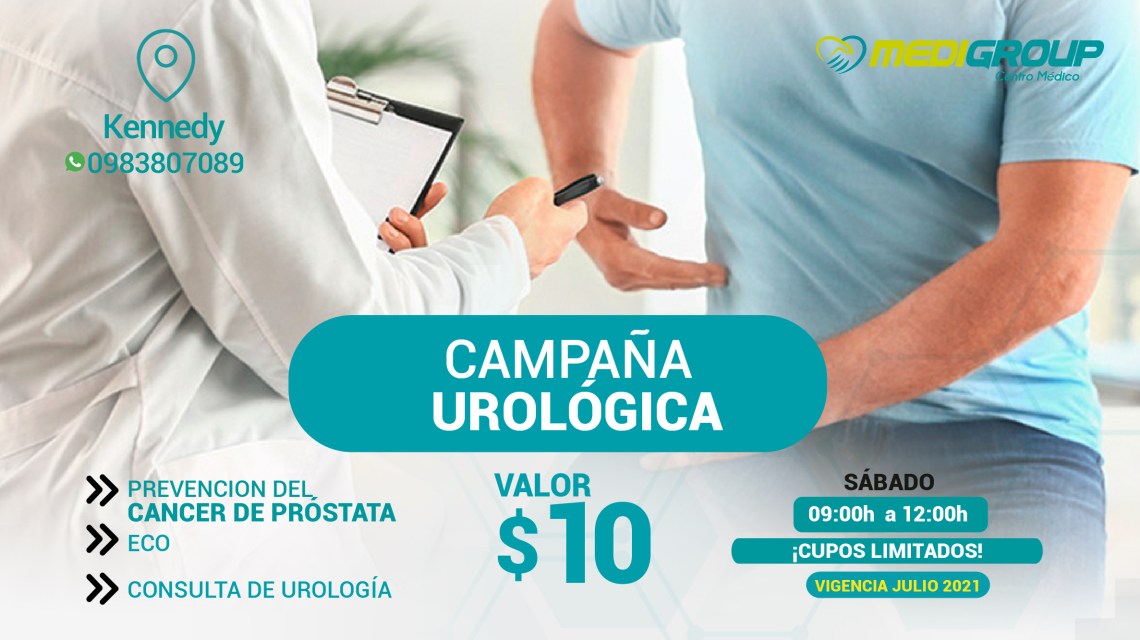 Kennedy
0983807089
MEDIGROUP
Centro Médico
CAMPAÑA
UROLÓGICA
PREVENCION DEL
CANCER DE PRÓSTATA
ECO
CONSULTA DE UROLOGÍA
VALOR
$10
SÁBADO
09:00h a 12:00h
¡CUPOS LIMITADOS!
VIGENCIA JULIO 2021